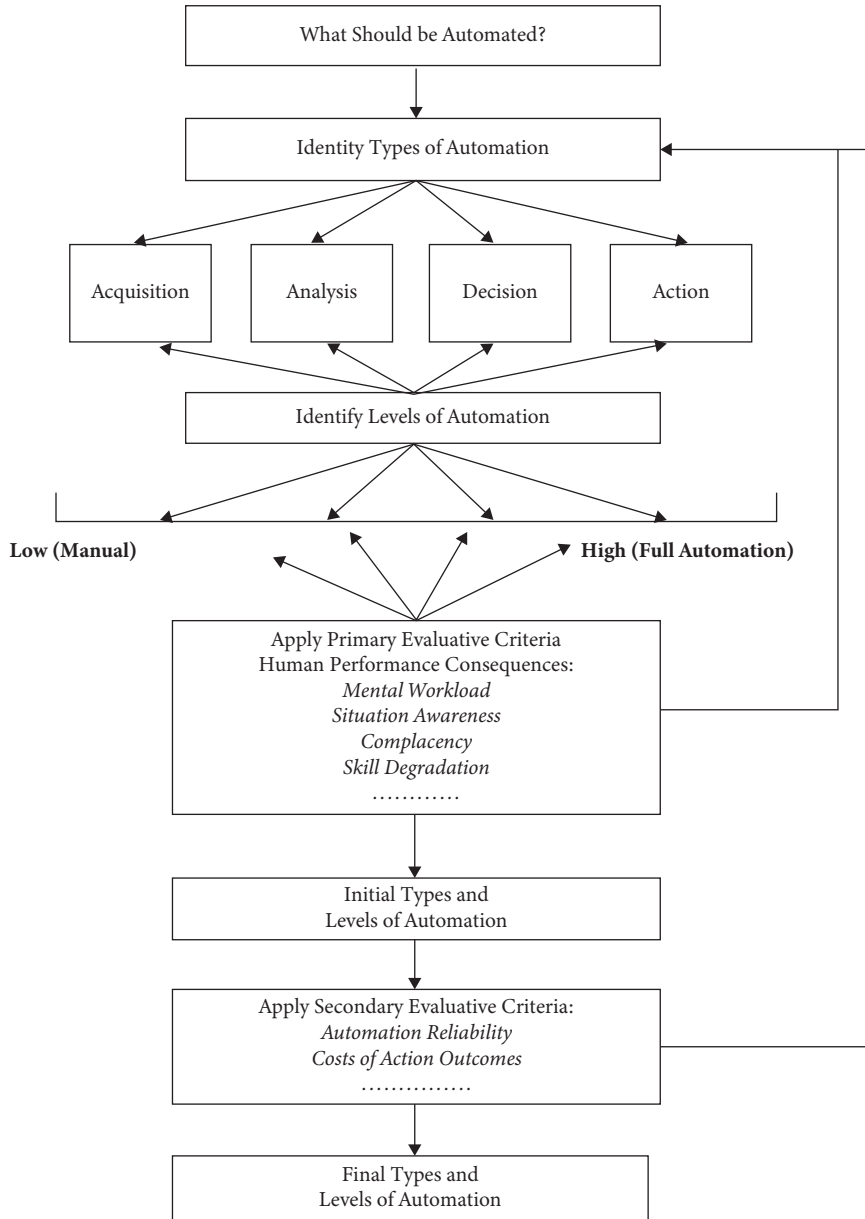 What Should be Automated?
Identity Types of Automation
Acquisition
Analysis
Decision
Action
Identify Levels of Automation
Low (Manual)
High (Full Automation)
Apply Primary Evaluative Criteria
Human Performance Consequences:
Mental Workload
Situation Awareness
Complacency
Skill Degradation
............
Initial Types and
Levels of Automation
Apply Secondary Evaluative Criteria:
Automation Reliability
Costs of Action Outcomes
...............
Final Types and
Levels of Automation